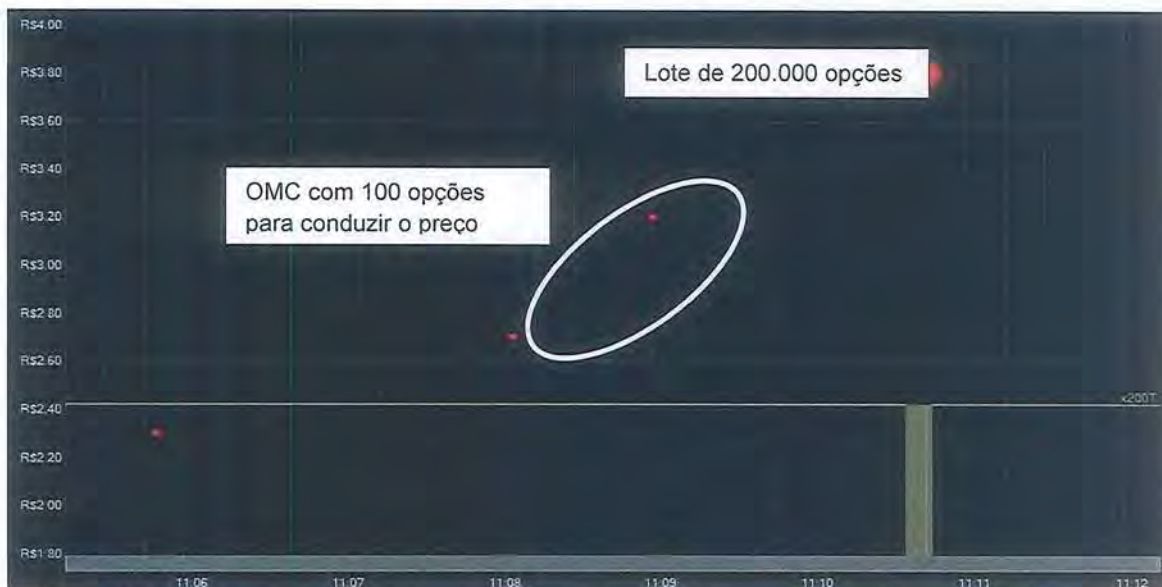 R$4.00
R$3.80
Lote de 200.000 opções
R$3.60
R$3.40
OMC com 100 opções
para conduzir o preço
R$3.20
R$3.00
R$2.80
R$2.60
R$2.40
x200T
R$2.20
R$2.00
R$1.80
11:06 11:07 11:08 11:09 11:10 11:11 11:12